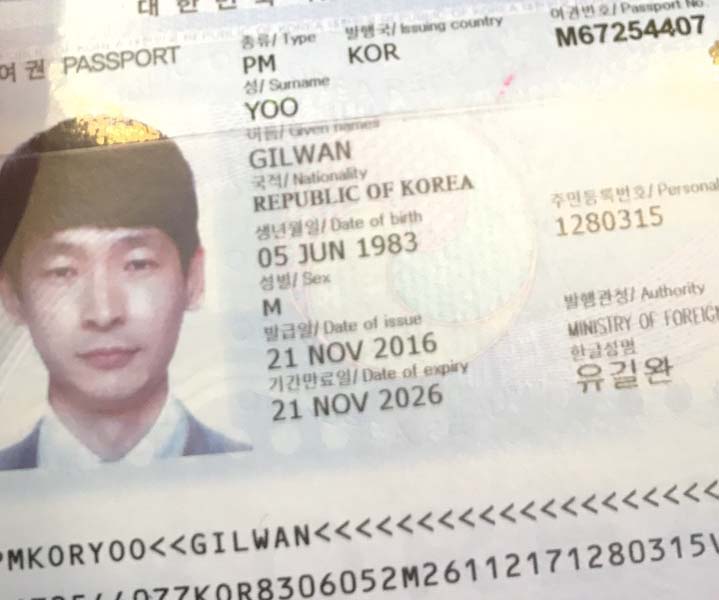 대 한 민 국
여권 PASSPORT
종류/ Type 발행국/ Issuing country 여권번호/ Passport No.
PM KOR M67254407
성/ Surname
YOO
이름/ Given names
GILWAN
국적/ Nationality
REPUBLIC OF KOREA
주민등록번호/ Personal
생년월일/ Date of birth
05 JUN 1983 1280315
성별/ Sex
M
발행관청/ Authority
발급일/ Date of issue
21 NOV 2016 MINISTRY OF FOREIG
한글성명
기간만료일/ Date of expiry
21 NOV 2026 유길완
PMKORYOO<<GILWAN<<<<<<<<<<<<<<<<<<<<<
KOR8306052M26112171280315V